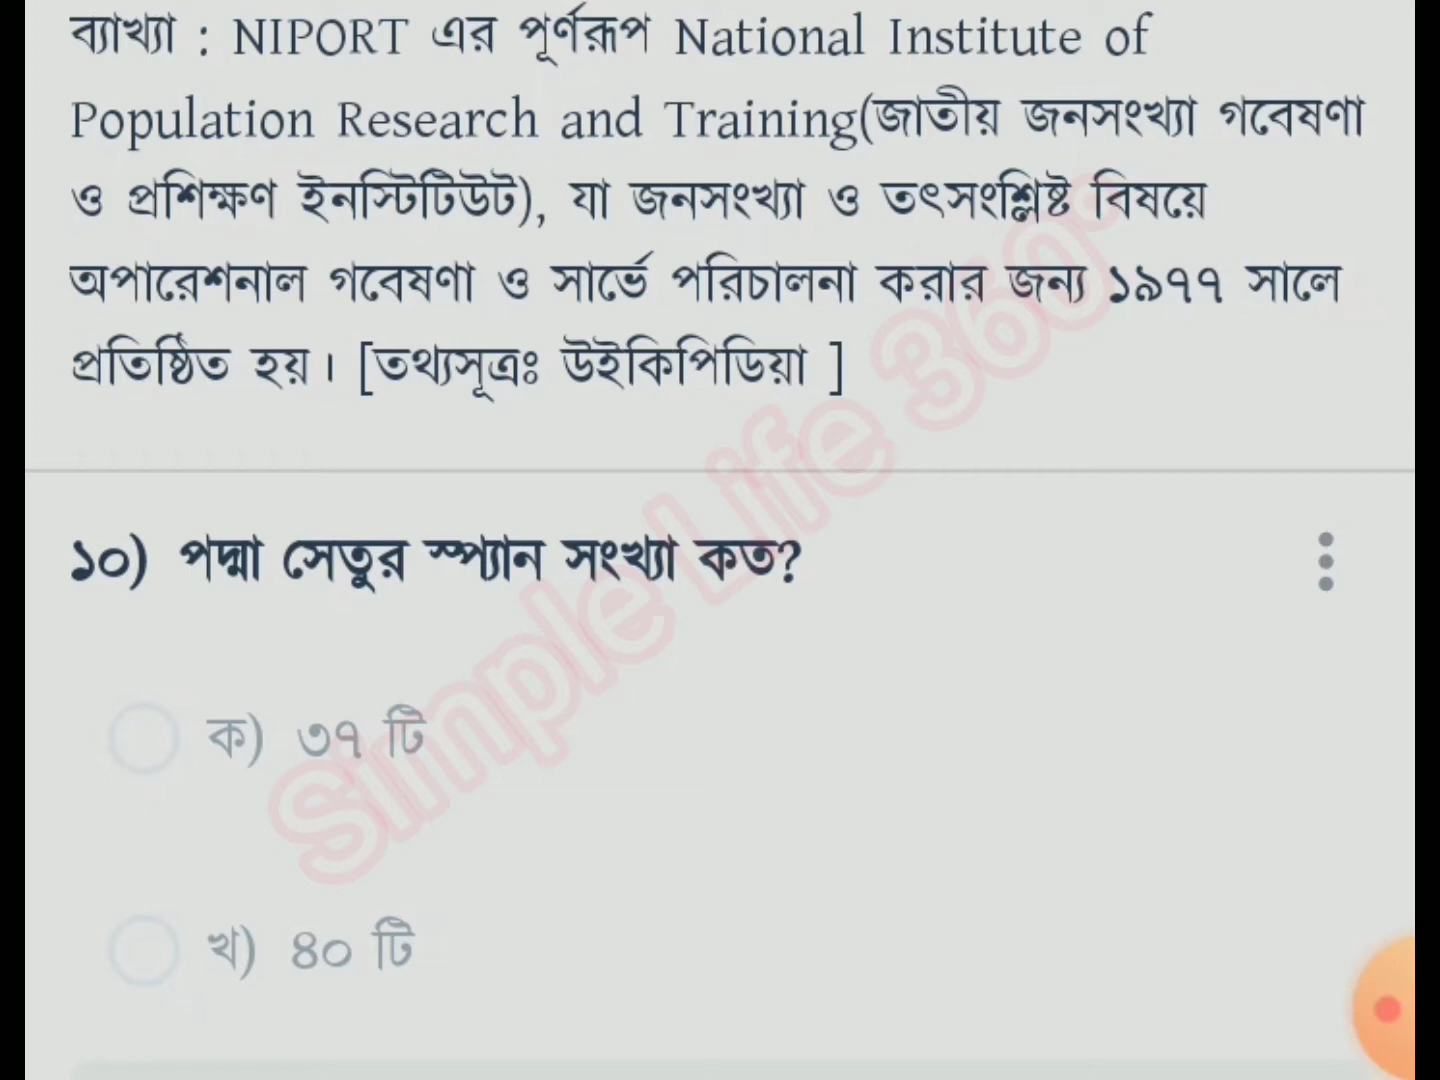 ব্যাখ্যা : NIPORT এর পূর্ণরূপ National Institute of
Population Research and Training(জাতীয় জনসংখ্যা গবেষণা
ও প্রশিক্ষণ ইনস্টিটিউট), যা জনসংখ্যা ও তৎসংশ্লিষ্ট বিষয়ে
অপারেশনাল গবেষণা ও সার্ভে পরিচালনা করার জন্য ১৯৭৭ সালে
প্রতিষ্ঠিত হয়। [তথ্যসূত্রঃ উইকিপিডিয়া ]
১০) পদ্মা সেতুর স্প্যান সংখ্যা কত?
ক) ৩৭ টি
খ) ৪০ টি
Simple Life 360°